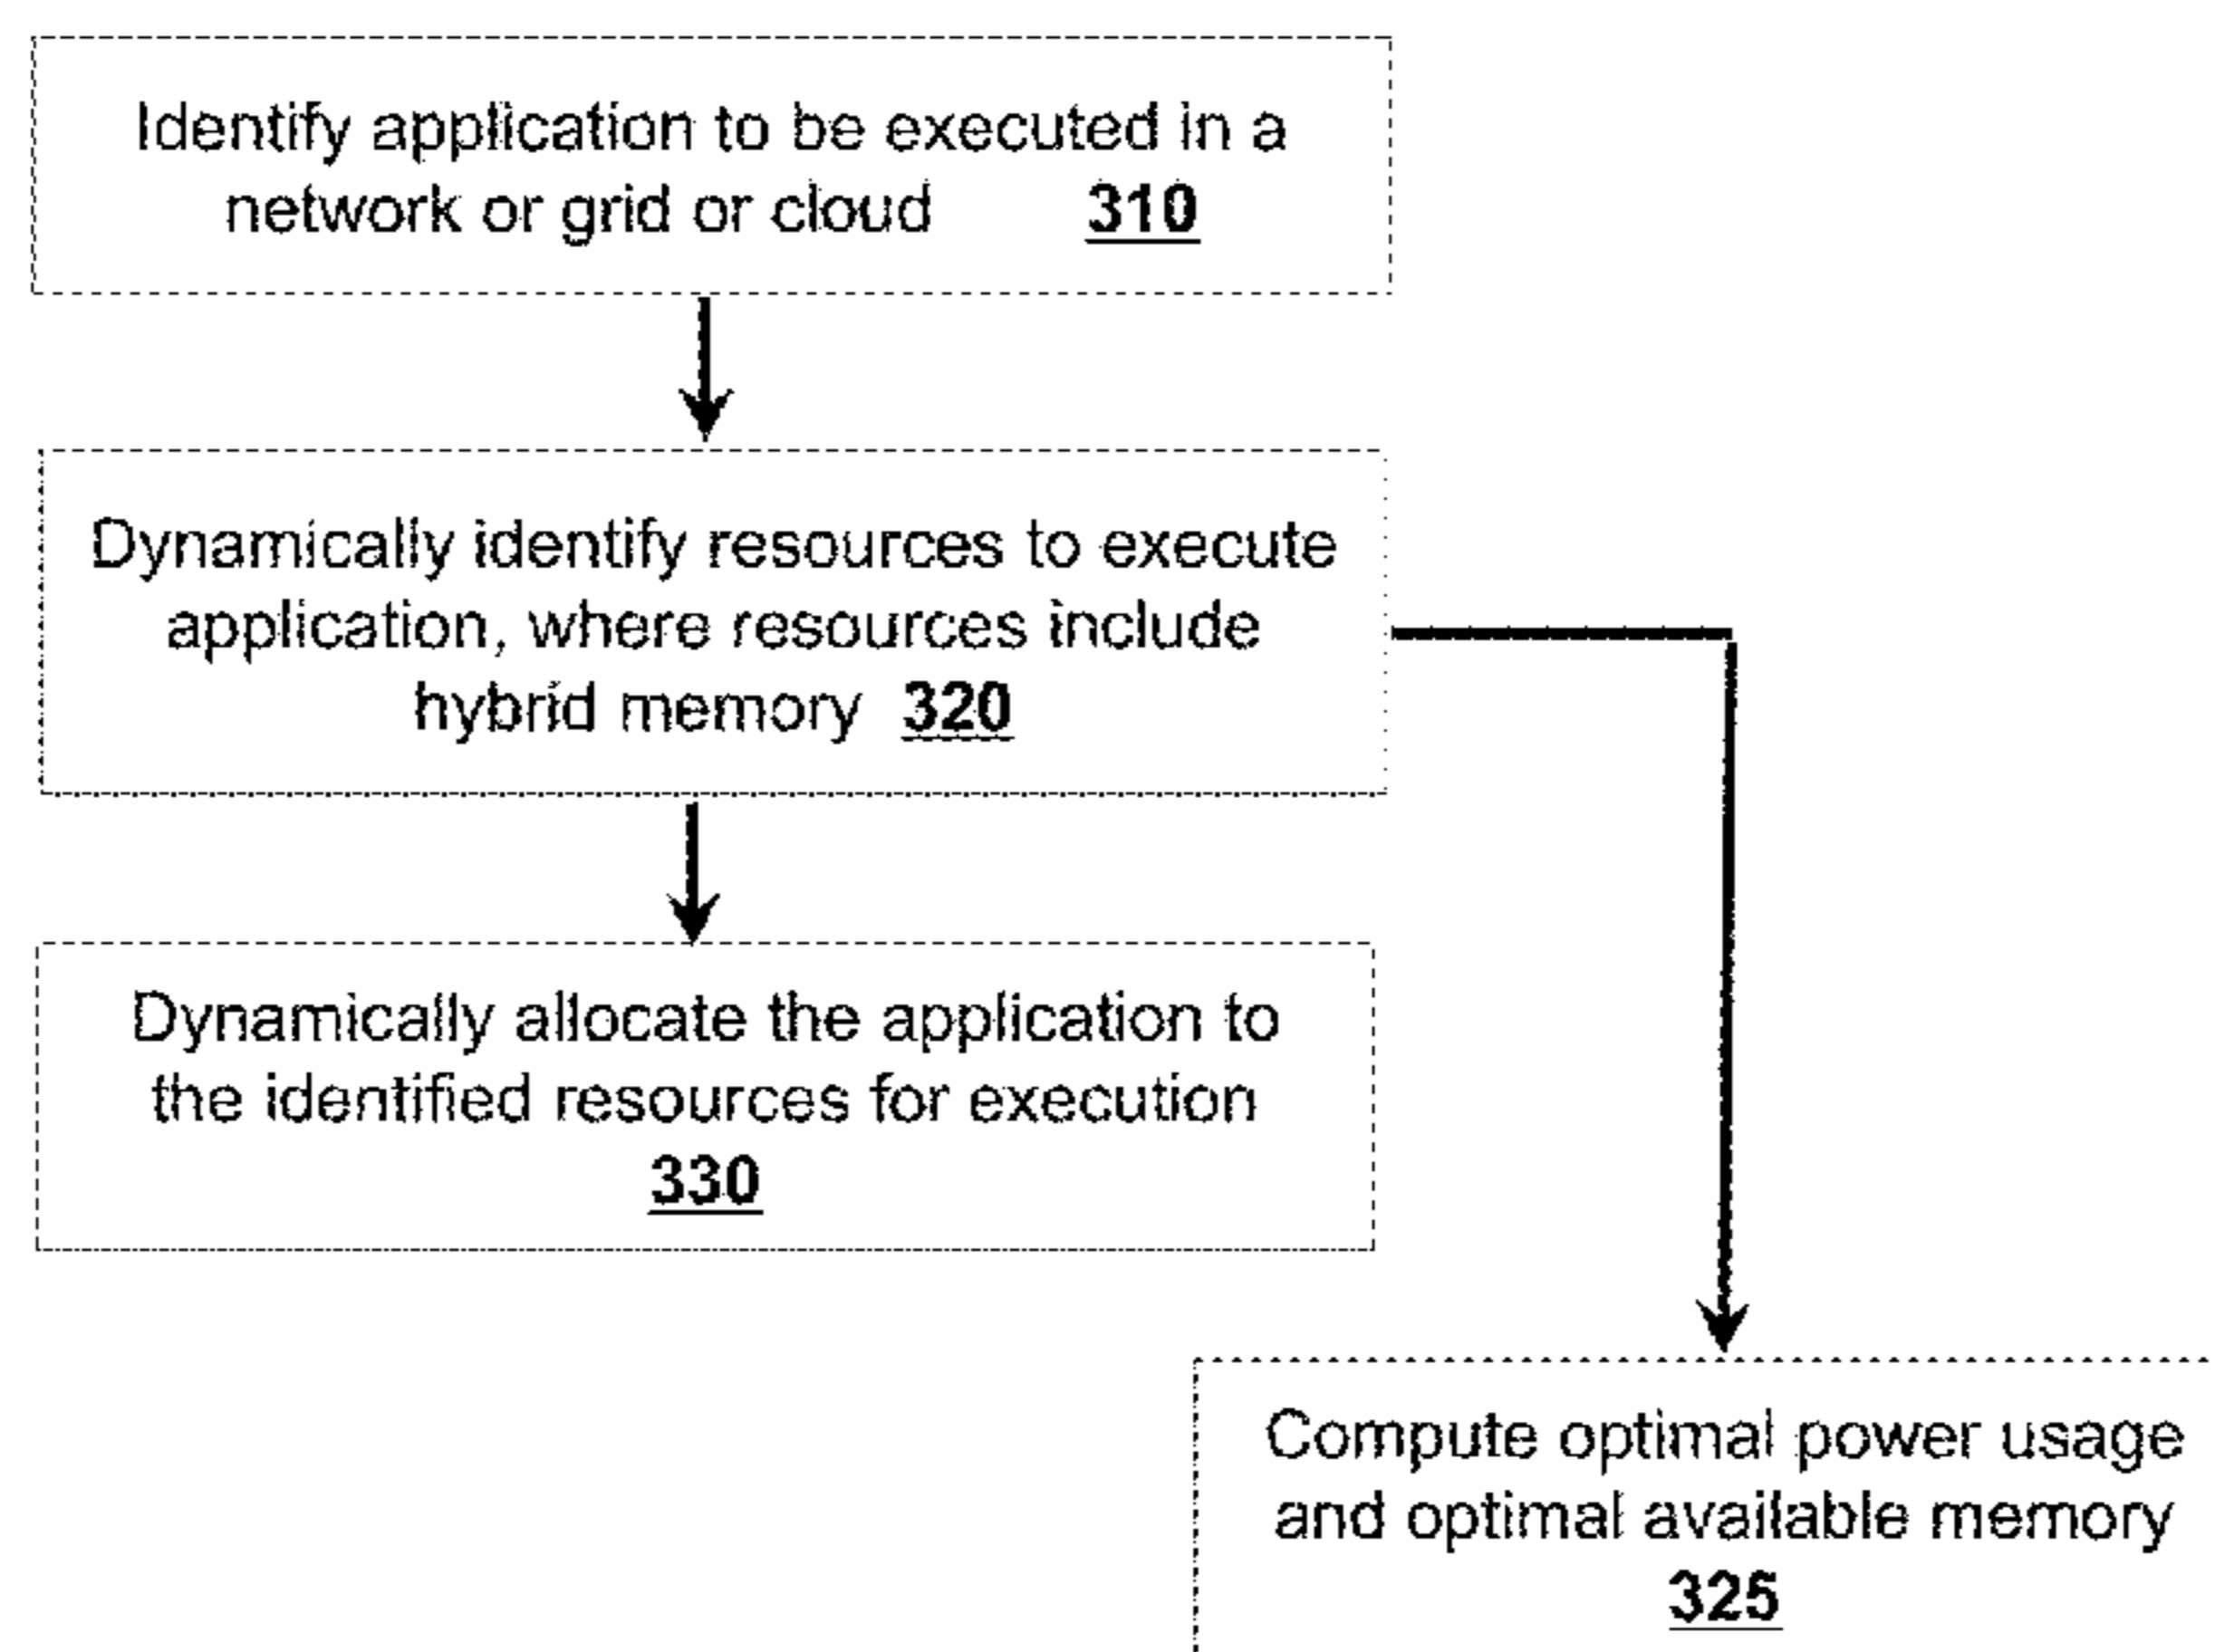 Identify application to be executed in a
network or grid or cloud 310
Dynamically identify resources to execute
application, where resources include
hybrid memory 320
Dynamically allocate the application to
the identified resources for execution
330
Compute optimal power usage
and optimal available memory
325